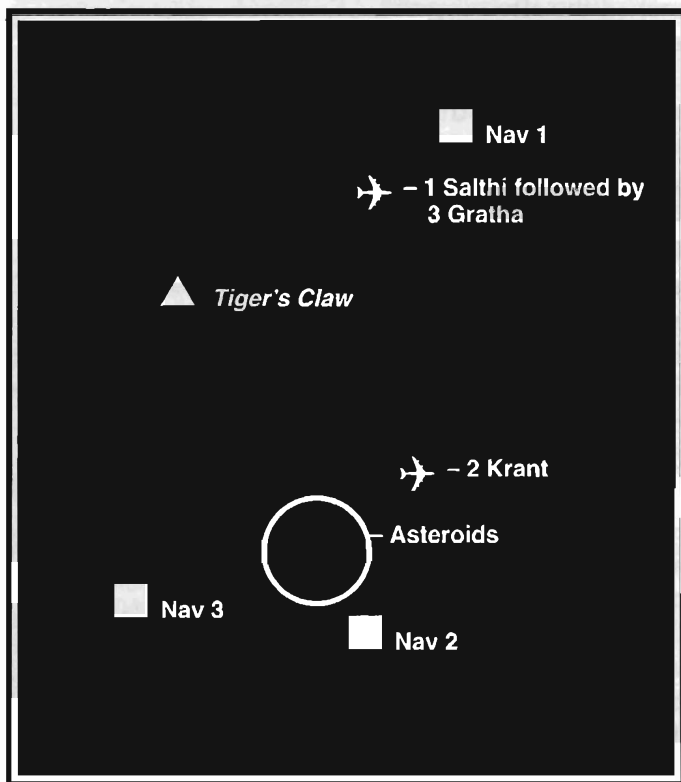 Nav 1
– 1 Salthi followed by
3 Gratha
Tiger's Claw
– 2 Krant
Asteroids
Nav 3
Nav 2